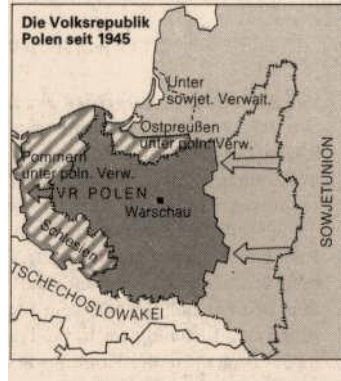 Die Volksrepublik
Polen seit 1945
Unter
sowjet. Verwalt.
Ostpreußen
unter poln. Verw.
Pommern
unter poln. Verw.
VR POLEN
Warschau
Schlesien
SOWJETUNION
TSCHECHOSLOWAKEI